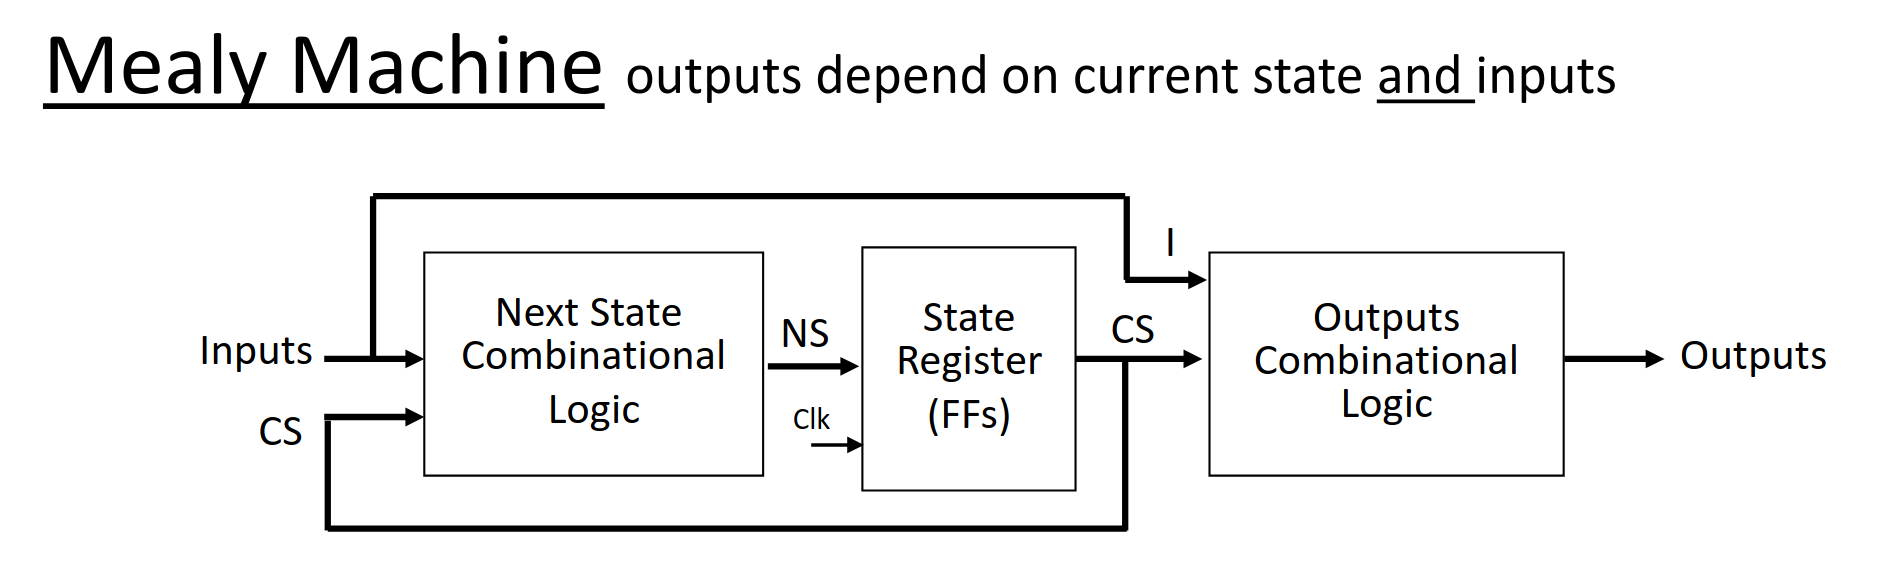 Mealy Machine outputs depend on current state and inputs
I
Inputs
CS
Next State
Combinational
Logic
NS
Clk
State
Register
(FFs)
CS
Outputs
Combinational
Logic
Outputs